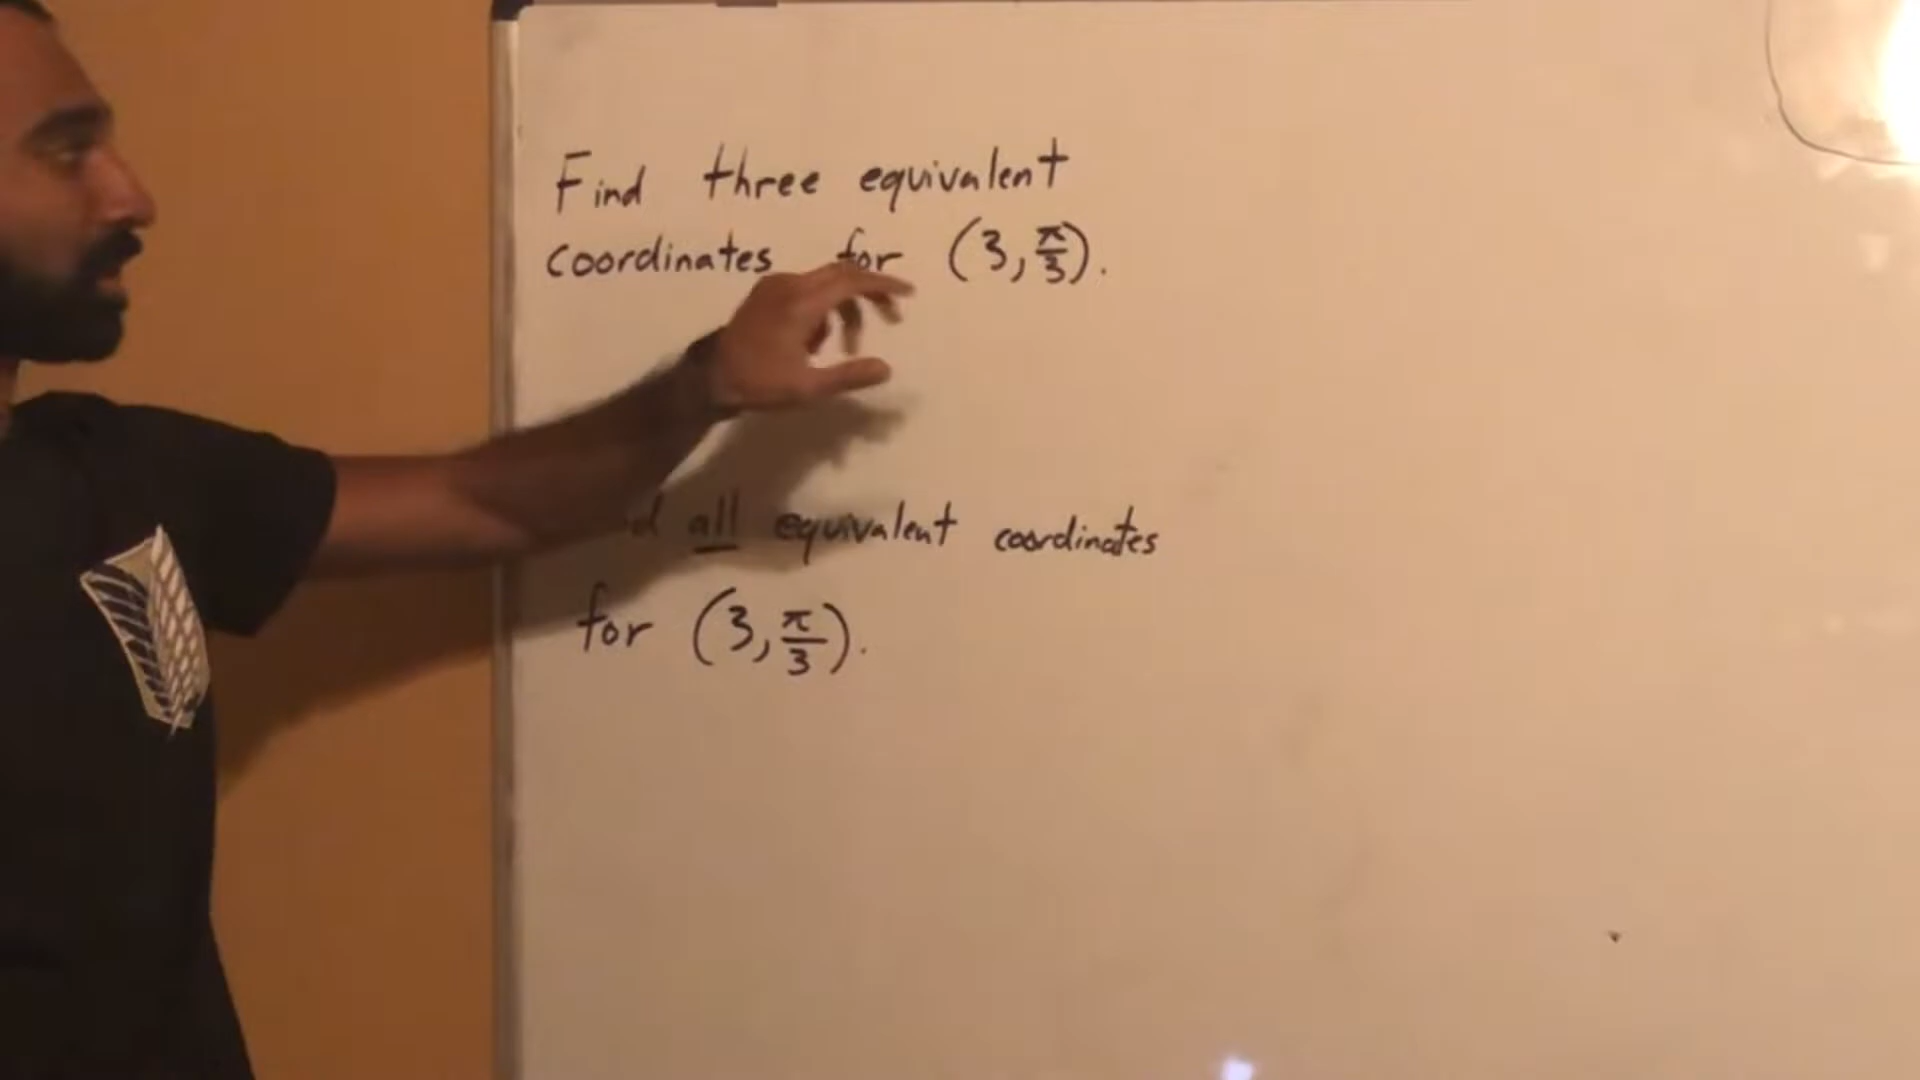 Find three equivalent
coordinates for (3, π/3).
all equivalent coordinates
for (3, π/3).